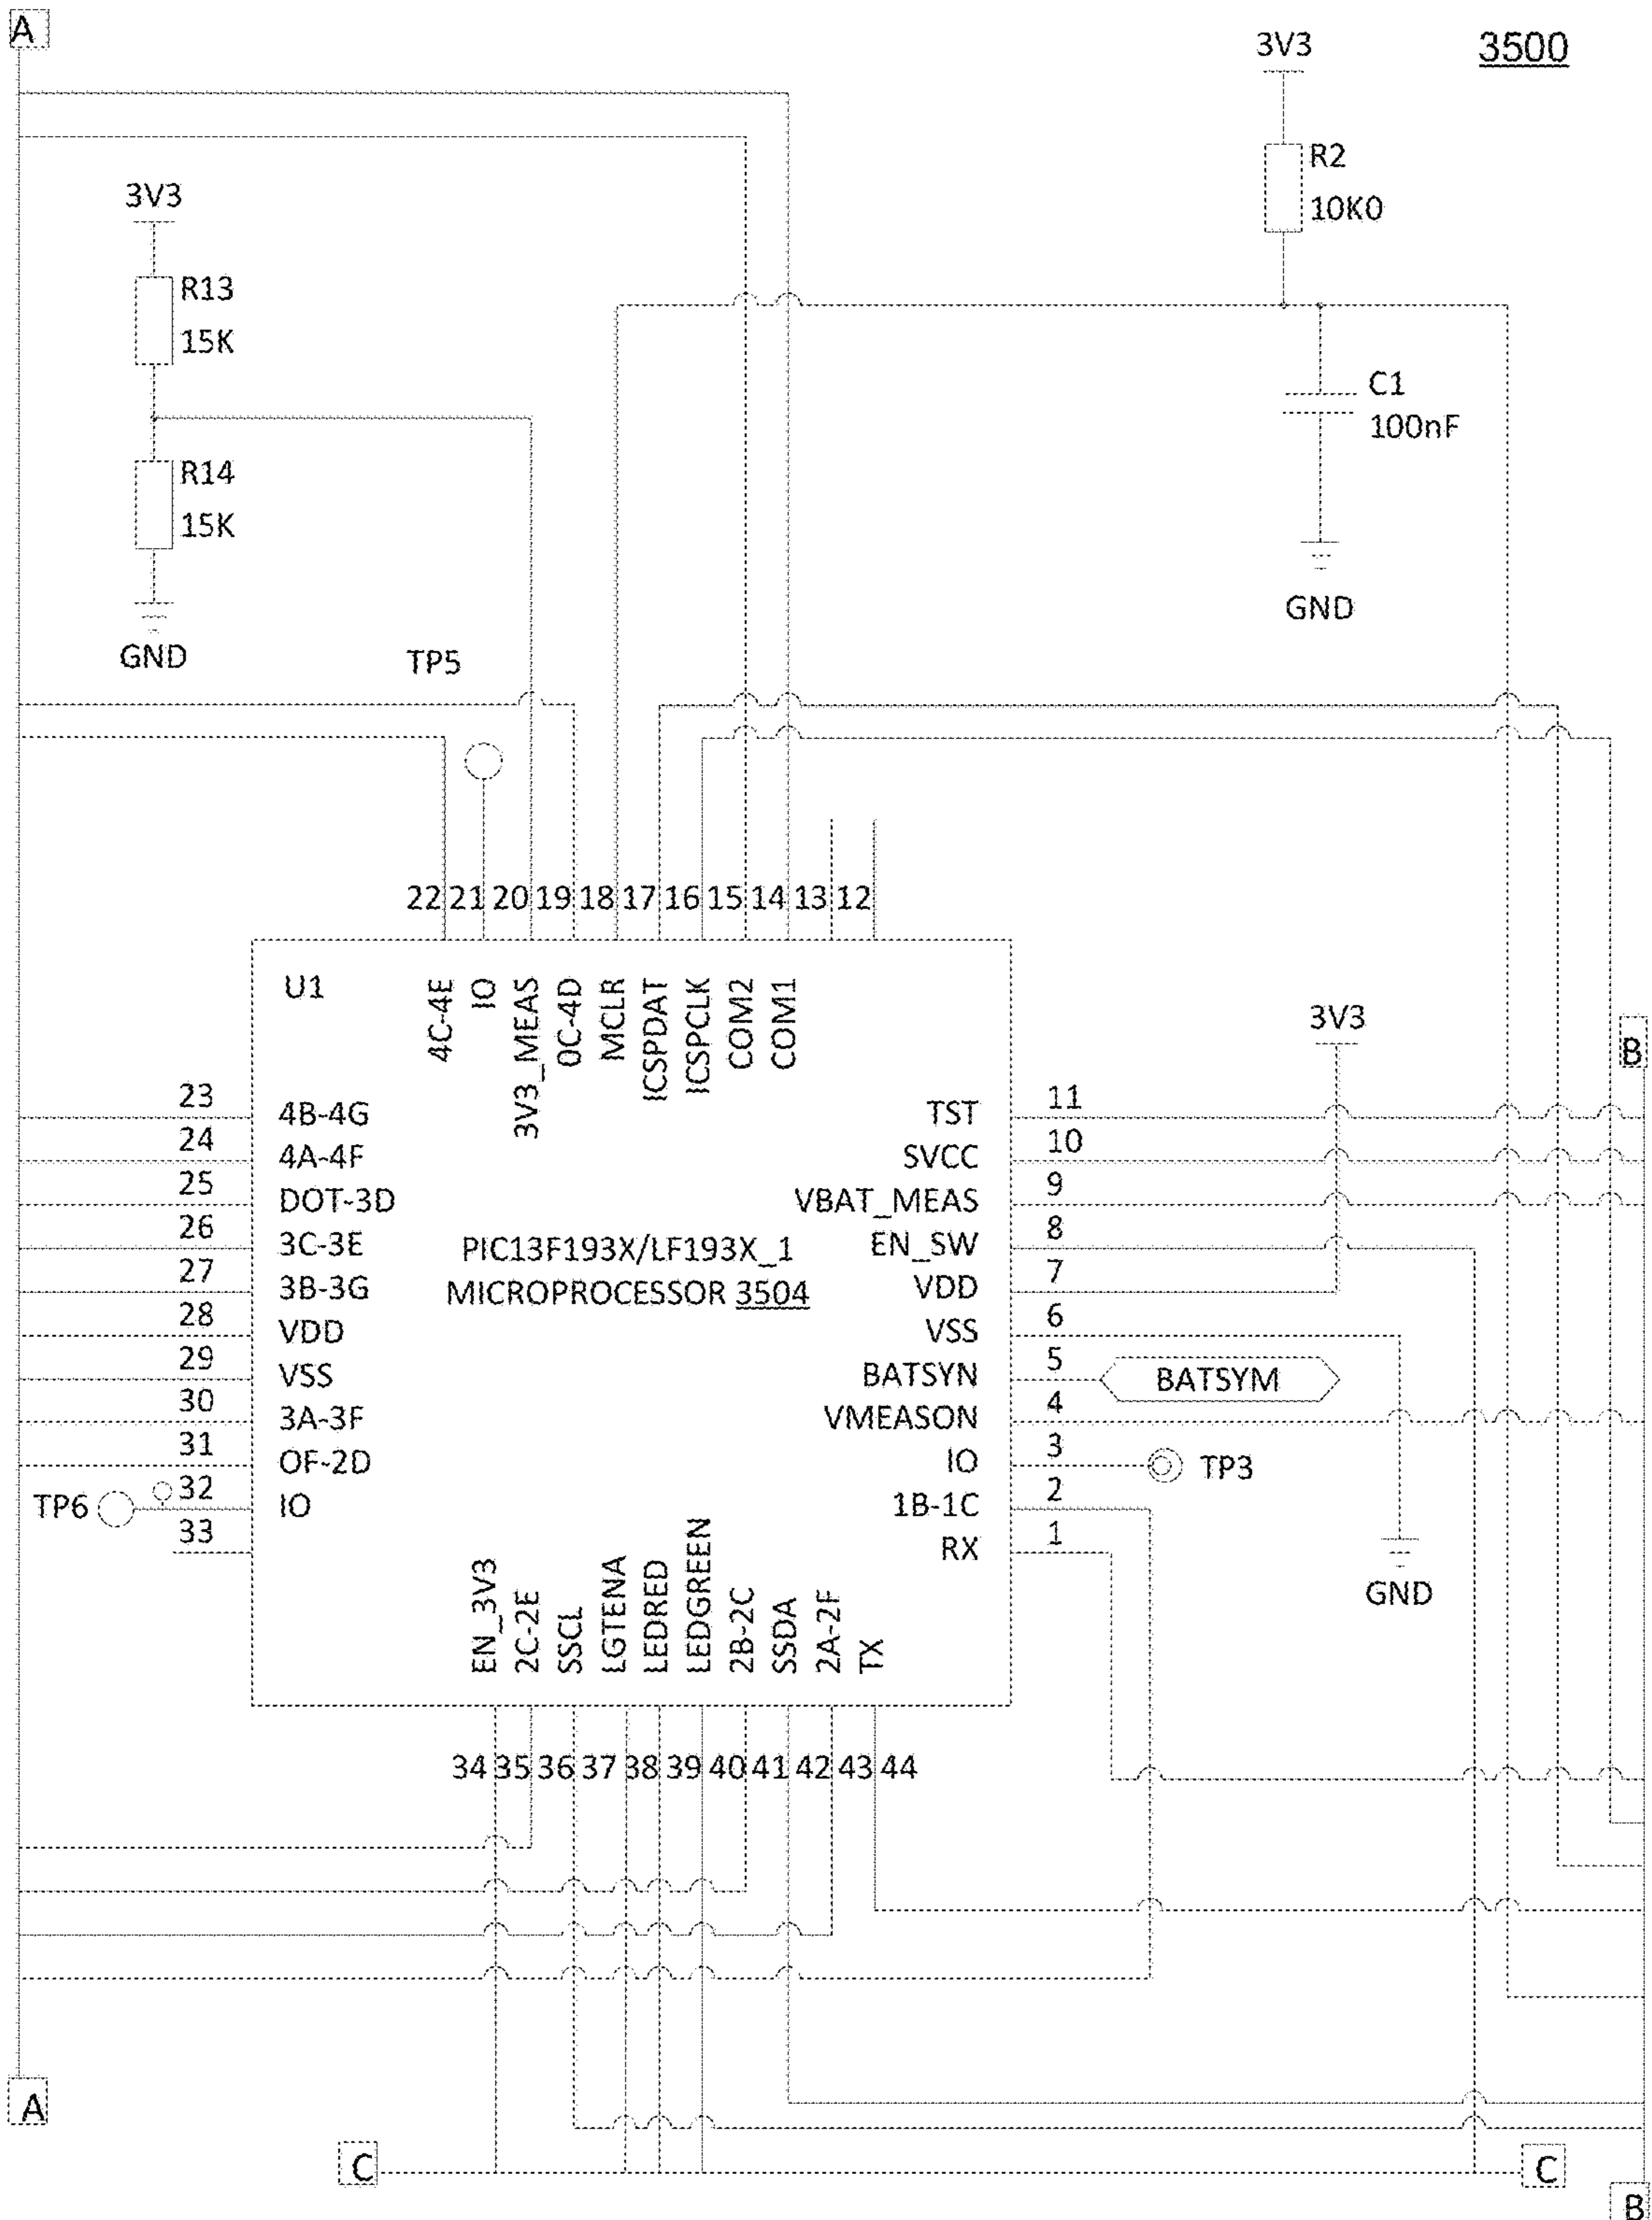 A
3V3
3500
R2
10K0
3V3
R13
15K
C1
100nF
R14
15K
GND
GND
TP5
22 21 20 19 18 17 16 15 14 13 12
U1
4C-4E
IO
3V3_MEAS
0C-4D
MCLR
ICSPDAT
ICSPCLK
COM2
COM1
3V3
B
23 4B-4G
24 4A-4F
25 DOT-3D
26 3C-3E
27 3B-3G
28 VDD
29 VSS
30 3A-3F
31 OF-2D
TP6 32 IO
33
PIC13F193X/LF193X_1
MICROPROCESSOR 3504
TST 11
SVCC 10
VBAT_MEAS 9
EN_SW 8
VDD 7
VSS 6
BATSYN 5 BATSYM
VMEASON 4
IO 3 TP3
1B-1C 2
RX 1
GND
EN_3V3
2C-2E
SSCL
LGTENA
LEDRED
LEDGREEN
2B-2C
SSDA
2A-2F
TX
34 35 36 37 38 39 40 41 42 43 44
A
C
C
B